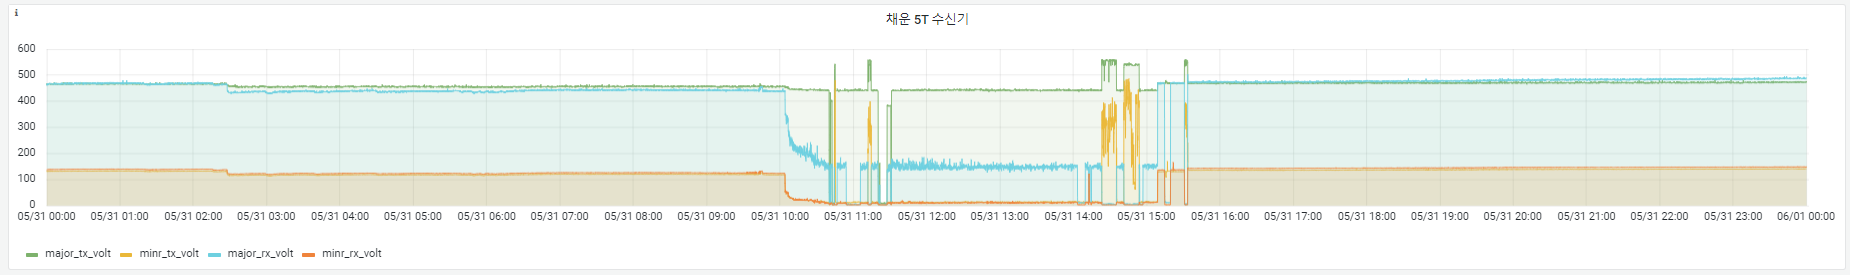 i
채운 5T 수신기
600
500
400
300
200
100
0
05/31 00:00 05/31 01:00 05/31 02:00 05/31 03:00 05/31 04:00 05/31 05:00 05/31 06:00 05/31 07:00 05/31 08:00 05/31 09:00 05/31 10:00 05/31 11:00 05/31 12:00 05/31 13:00 05/31 14:00 05/31 15:00 05/31 16:00 05/31 17:00 05/31 18:00 05/31 19:00 05/31 20:00 05/31 21:00 05/31 22:00 05/31 23:00 06/01 00:00
major_tx_volt minr_tx_volt major_rx_volt minr_rx_volt